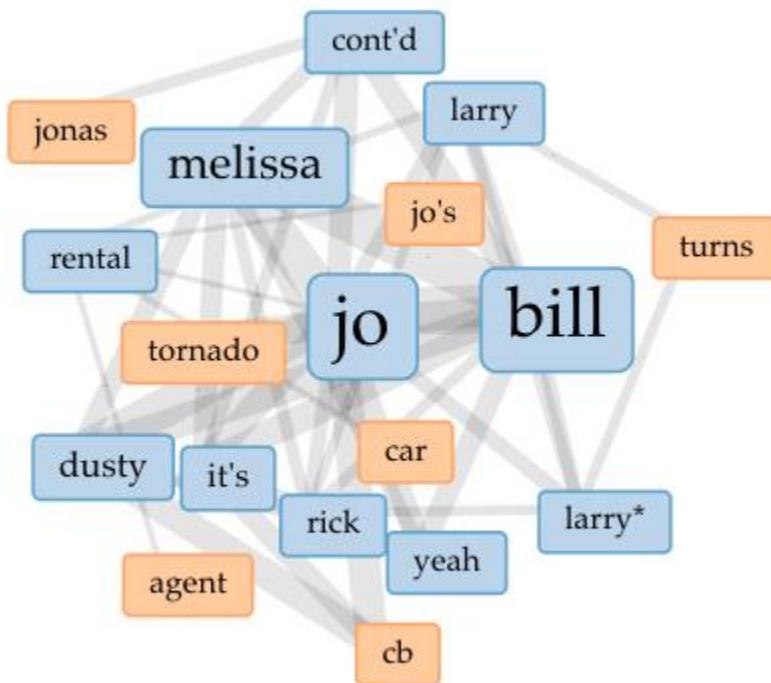 cont'd
larry
jonas
melissa
jo's
turns
rental
jo
bill
tornado
car
dusty
it's
rick
larry*
yeah
agent
cb